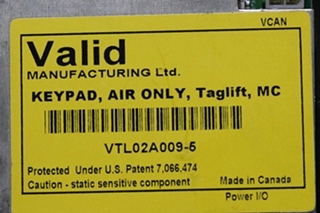 VCAN
Valid
MANUFACTURING Ltd.
KEYPAD, AIR ONLY, Taglift, MC
VTL02A009-5
Protected Under U.S. Patent 7,066,474
Caution - static sensitive component
Made in Canada
Power I/O